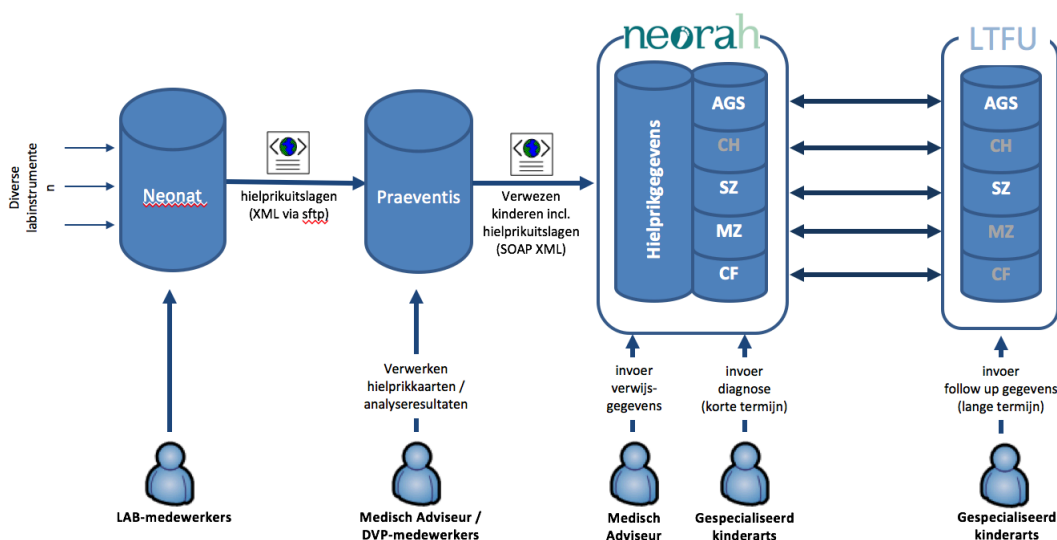 neorah
LTFU
Diverse
labinstrumente
n
Neonat
hielprikuitslagen
(XML via sftp)
Praeventis
Verwezen
kinderen incl.
hielprikuitslagen
(SOAP XML)
Hielprikgegevens
AGS
CH
SZ
MZ
CF
AGS
CH
SZ
MZ
CF
Verwerken
hielprikkaarten /
analyseresultaten
invoer
verwijs-
gegevens
invoer
diagnose
(korte termijn)
invoer
follow up gegevens
(lange termijn)
LAB-medewerkers
Medisch Adviseur /
DVP-medewerkers
Medisch
Adviseur
Gespecialiseerd
kinderarts
Gespecialiseerd
kinderarts